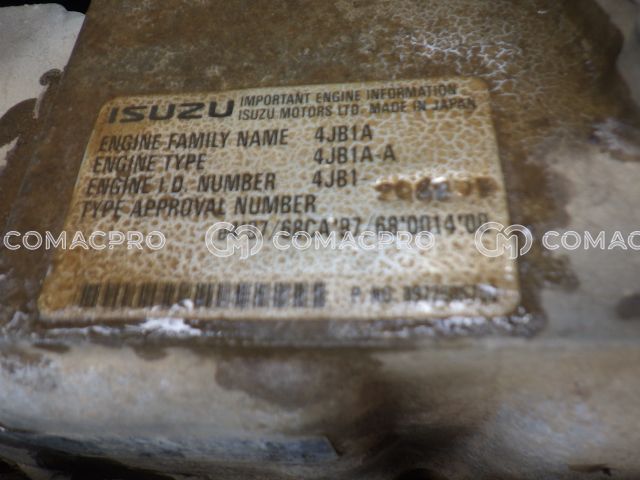 ISUZU IMPORTANT ENGINE INFORMATION
ISUZU MOTORS LTD. MADE IN JAPAN
ENGINE FAMILY NAME 4JB1A
ENGINE TYPE 4JB1A-A
ENGINE I.D. NUMBER 4JB1-
TYPE APPROVAL NUMBER
COMACPRO COMACPRO COMACPRO
P. NO.